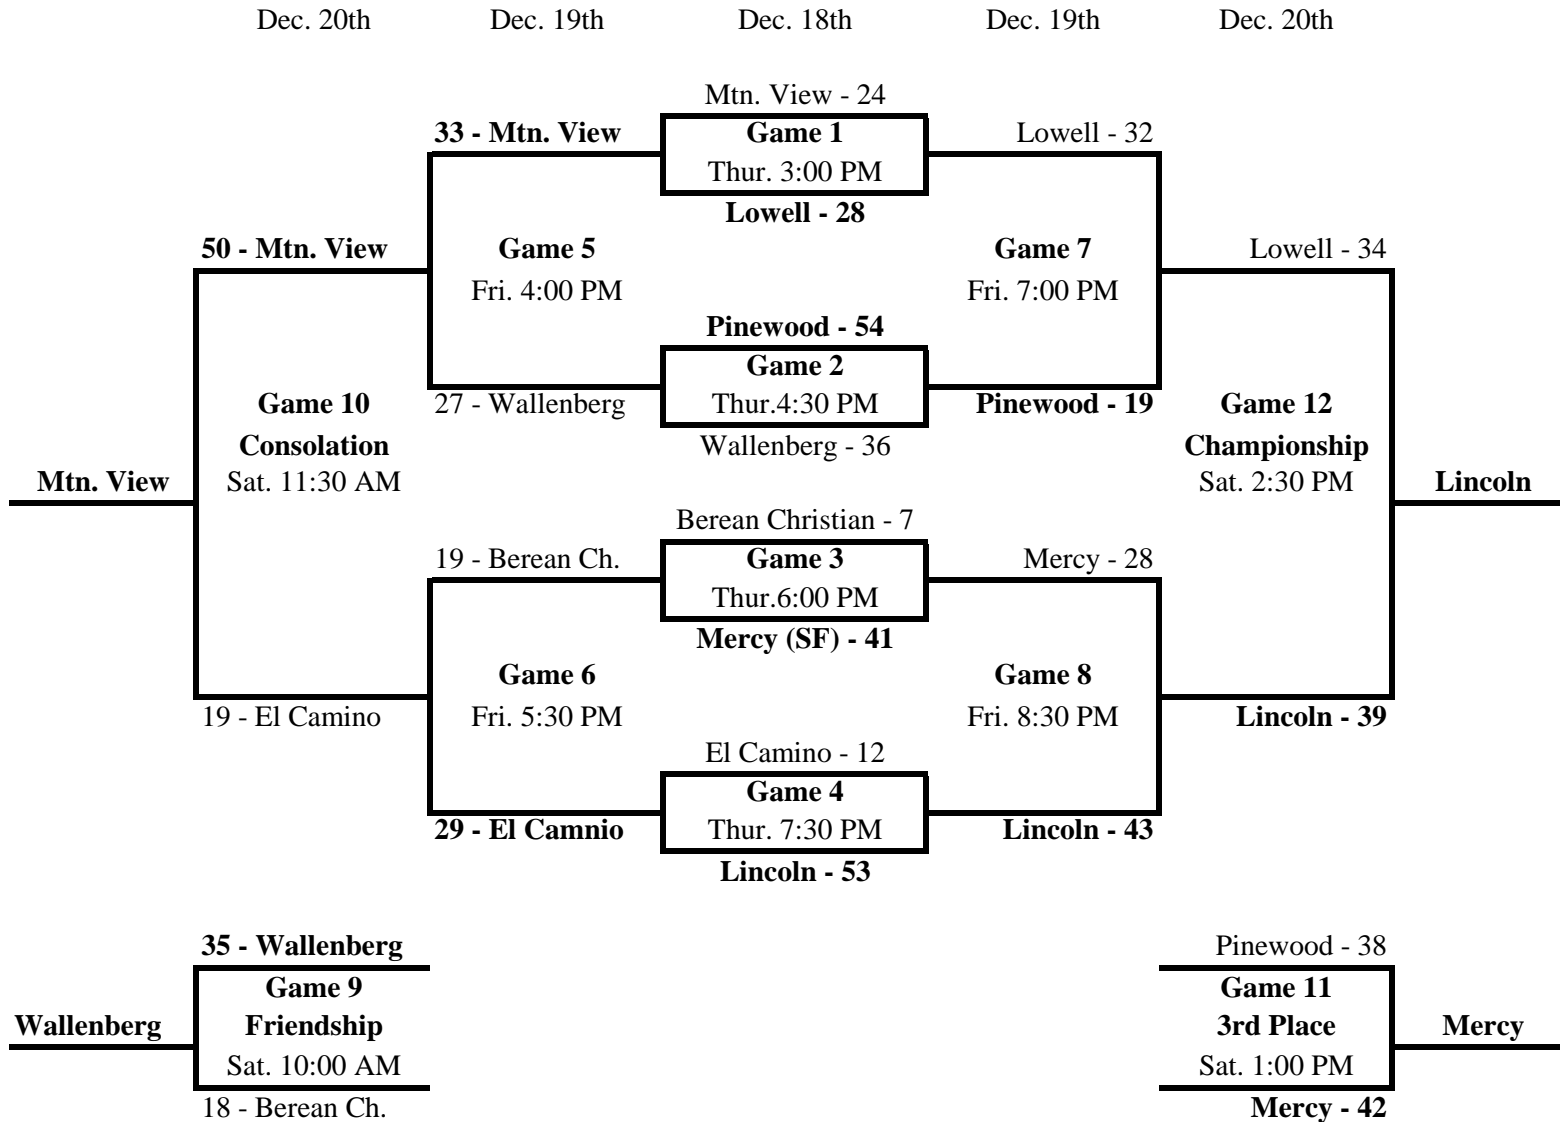 Dec. 20th Dec. 19th Dec. 18th Dec. 19th Dec. 20th
Mtn. View - 24
33 - Mtn. View Game 1 Lowell - 32
Thur. 3:00 PM
Lowell - 28
50 - Mtn. View Game 5 Game 7 Lowell - 34
Fri. 4:00 PM Fri. 7:00 PM
Pinewood - 54
Game 2
Game 10 27 - Wallenberg Thur.4:30 PM Pinewood - 19 Game 12
Consolation Wallenberg - 36 Championship
Mtn. View Sat. 11:30 AM Sat. 2:30 PM Lincoln
Berean Christian - 7
19 - Berean Ch. Game 3 Mercy - 28
Thur.6:00 PM
Mercy (SF) - 41
Game 6 Game 8
19 - El Camino Fri. 5:30 PM Fri. 8:30 PM Lincoln - 39
El Camino - 12
Game 4
29 - El Camnio Thur. 7:30 PM Lincoln - 43
Lincoln - 53
35 - Wallenberg Pinewood - 38
Game 9 Game 11
Wallenberg Friendship 3rd Place Mercy
Sat. 10:00 AM Sat. 1:00 PM
18 - Berean Ch. Mercy - 42